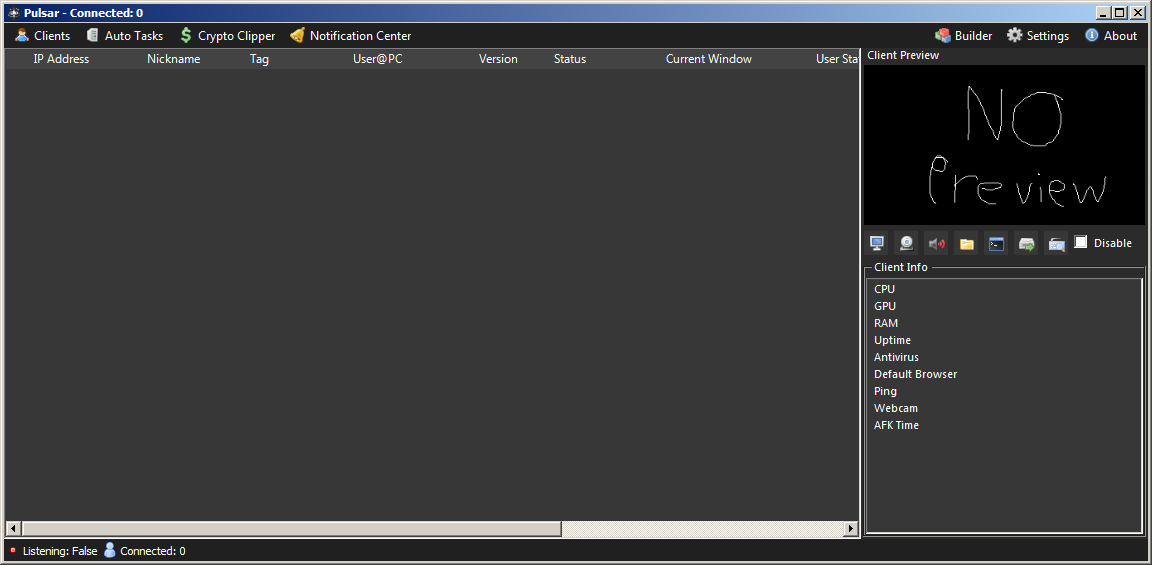 Pulsar - Connected: 0
Clients Auto Tasks Crypto Clipper Notification Center Builder Settings About
IP Address Nickname Tag User@PC Version Status Current Window User Sta
Client Preview
NO
Preview
Disable
Client Info
CPU
GPU
RAM
Uptime
Antivirus
Default Browser
Ping
Webcam
AFK Time
Listening: False Connected: 0